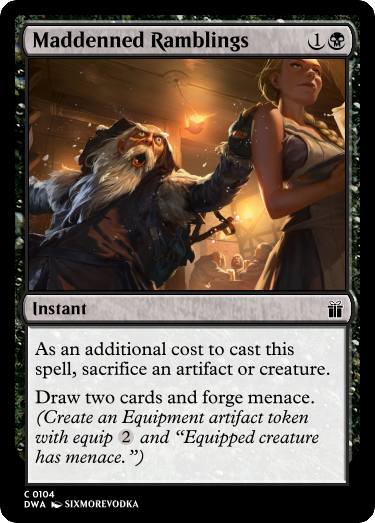 Maddenned Ramblings 1
Instant
As an additional cost to cast this
spell, sacrifice an artifact or creature.
Draw two cards and forge menace.
(Create an Equipment artifact token
with equip 2 and “Equipped creature
has menace.”)
C 0104
DWA SIXMOREVODKA